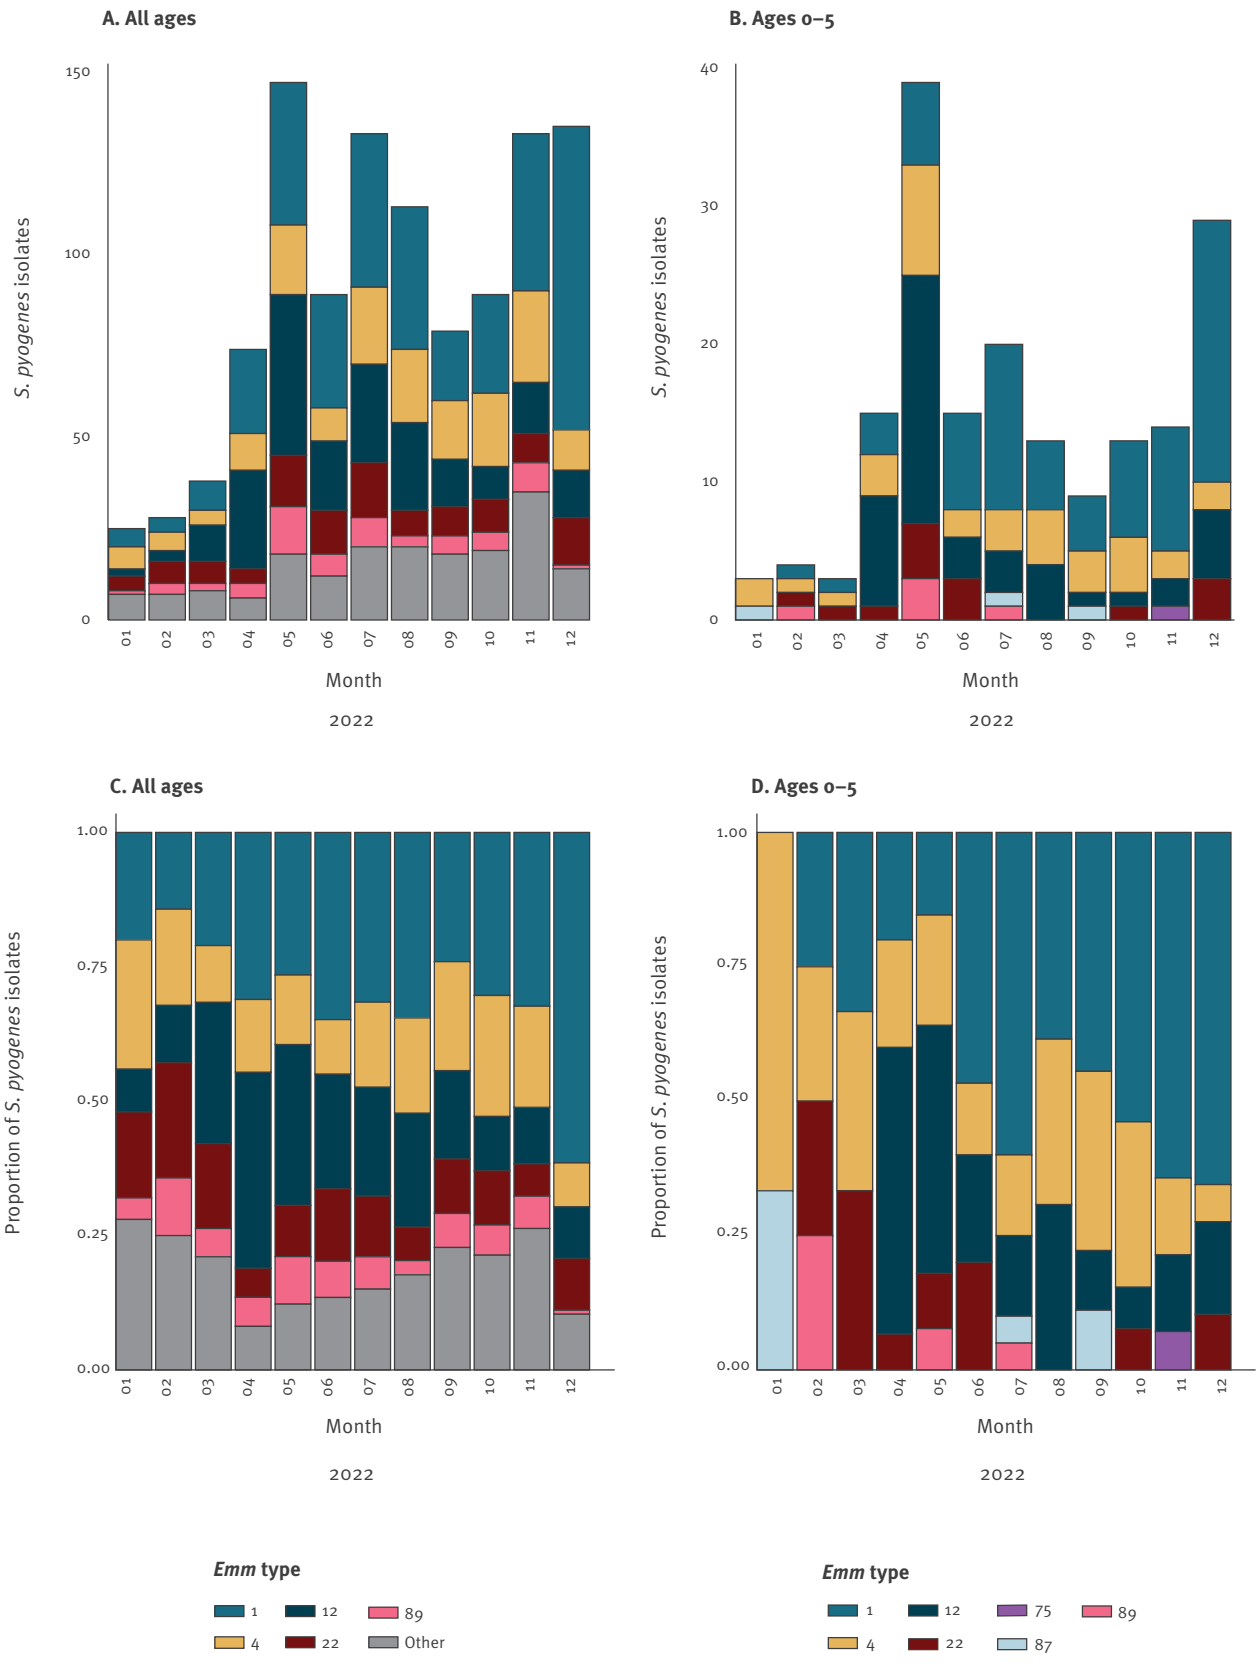 A. All ages
150
100
50
0
S. pyogenes isolates
01 02 03 04 05 06 07 08 09 10 11 12
Month
2022
B. Ages 0–5
40
30
20
10
0
S. pyogenes isolates
01 02 03 04 05 06 07 08 09 10 11 12
Month
2022
C. All ages
1.00
0.75
0.50
0.25
0.00
Proportion of S. pyogenes isolates
01 02 03 04 05 06 07 08 09 10 11 12
Month
2022
D. Ages 0–5
1.00
0.75
0.50
0.25
0.00
Proportion of S. pyogenes isolates
01 02 03 04 05 06 07 08 09 10 11 12
Month
2022
Emm type
1 12 89
4 22 Other
Emm type
1 12 75 89
4 22 87